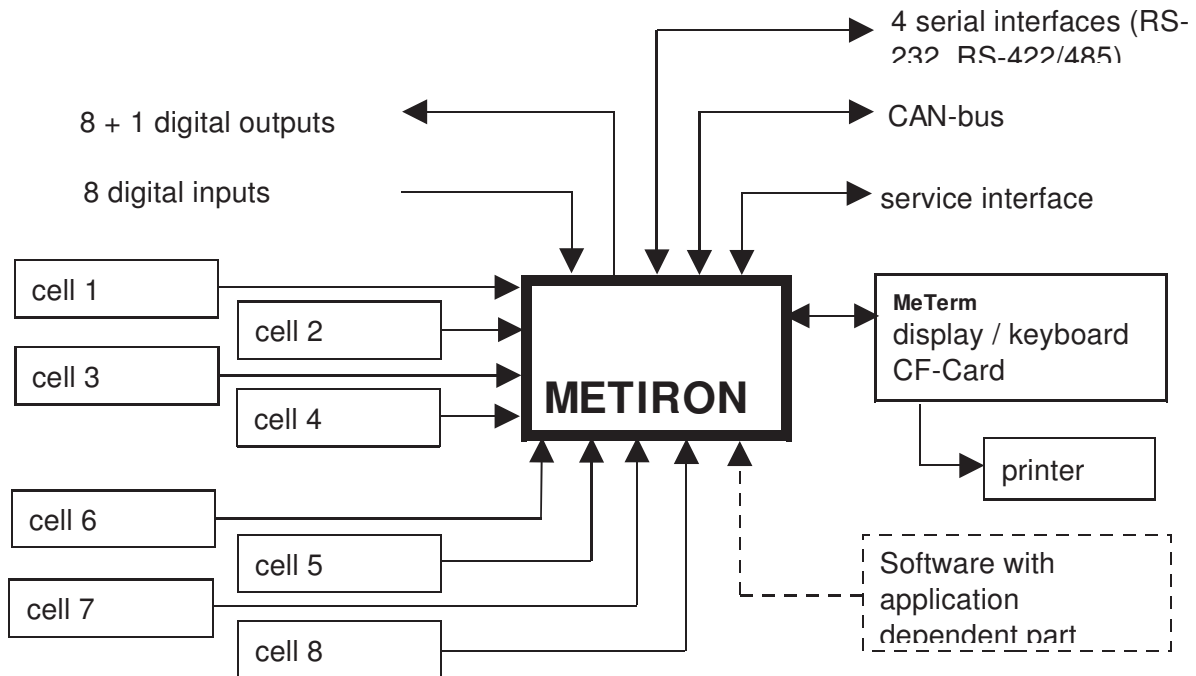 4 serial interfaces (RS-
232, RS-422/485)
8 + 1 digital outputs
CAN-bus
8 digital inputs
service interface
cell 1
cell 2
cell 3
cell 4
METIRON
MeTerm
display / keyboard
CF-Card
printer
cell 6
cell 5
cell 7
cell 8
Software with
application
dependent part